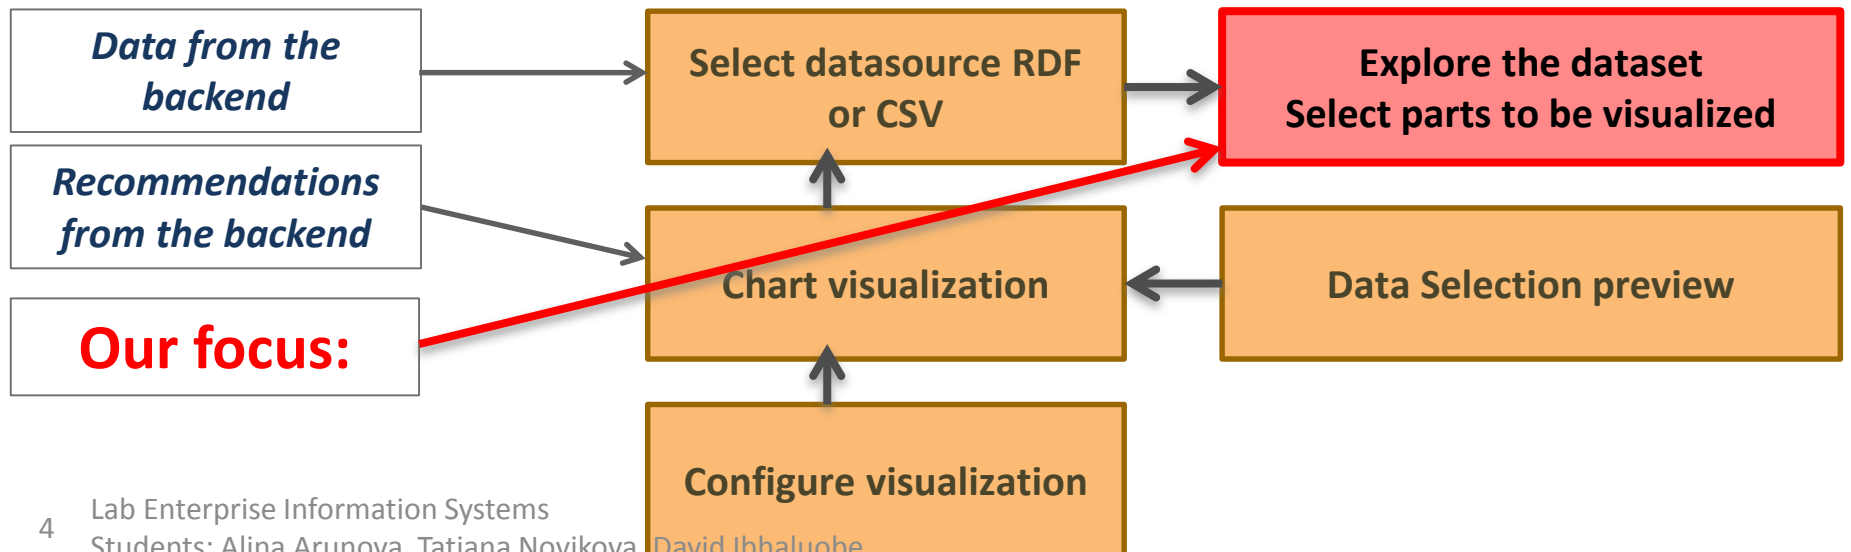 Data from the
backend
Select datasource RDF
or CSV
Explore the dataset
Select parts to be visualized
Recommendations
from the backend
Chart visualization
Data Selection preview
Our focus:
Configure visualization
4
Lab Enterprise Information Systems
Students: Alina Arunova, Tatiana Novikova, David Ibhaluobe